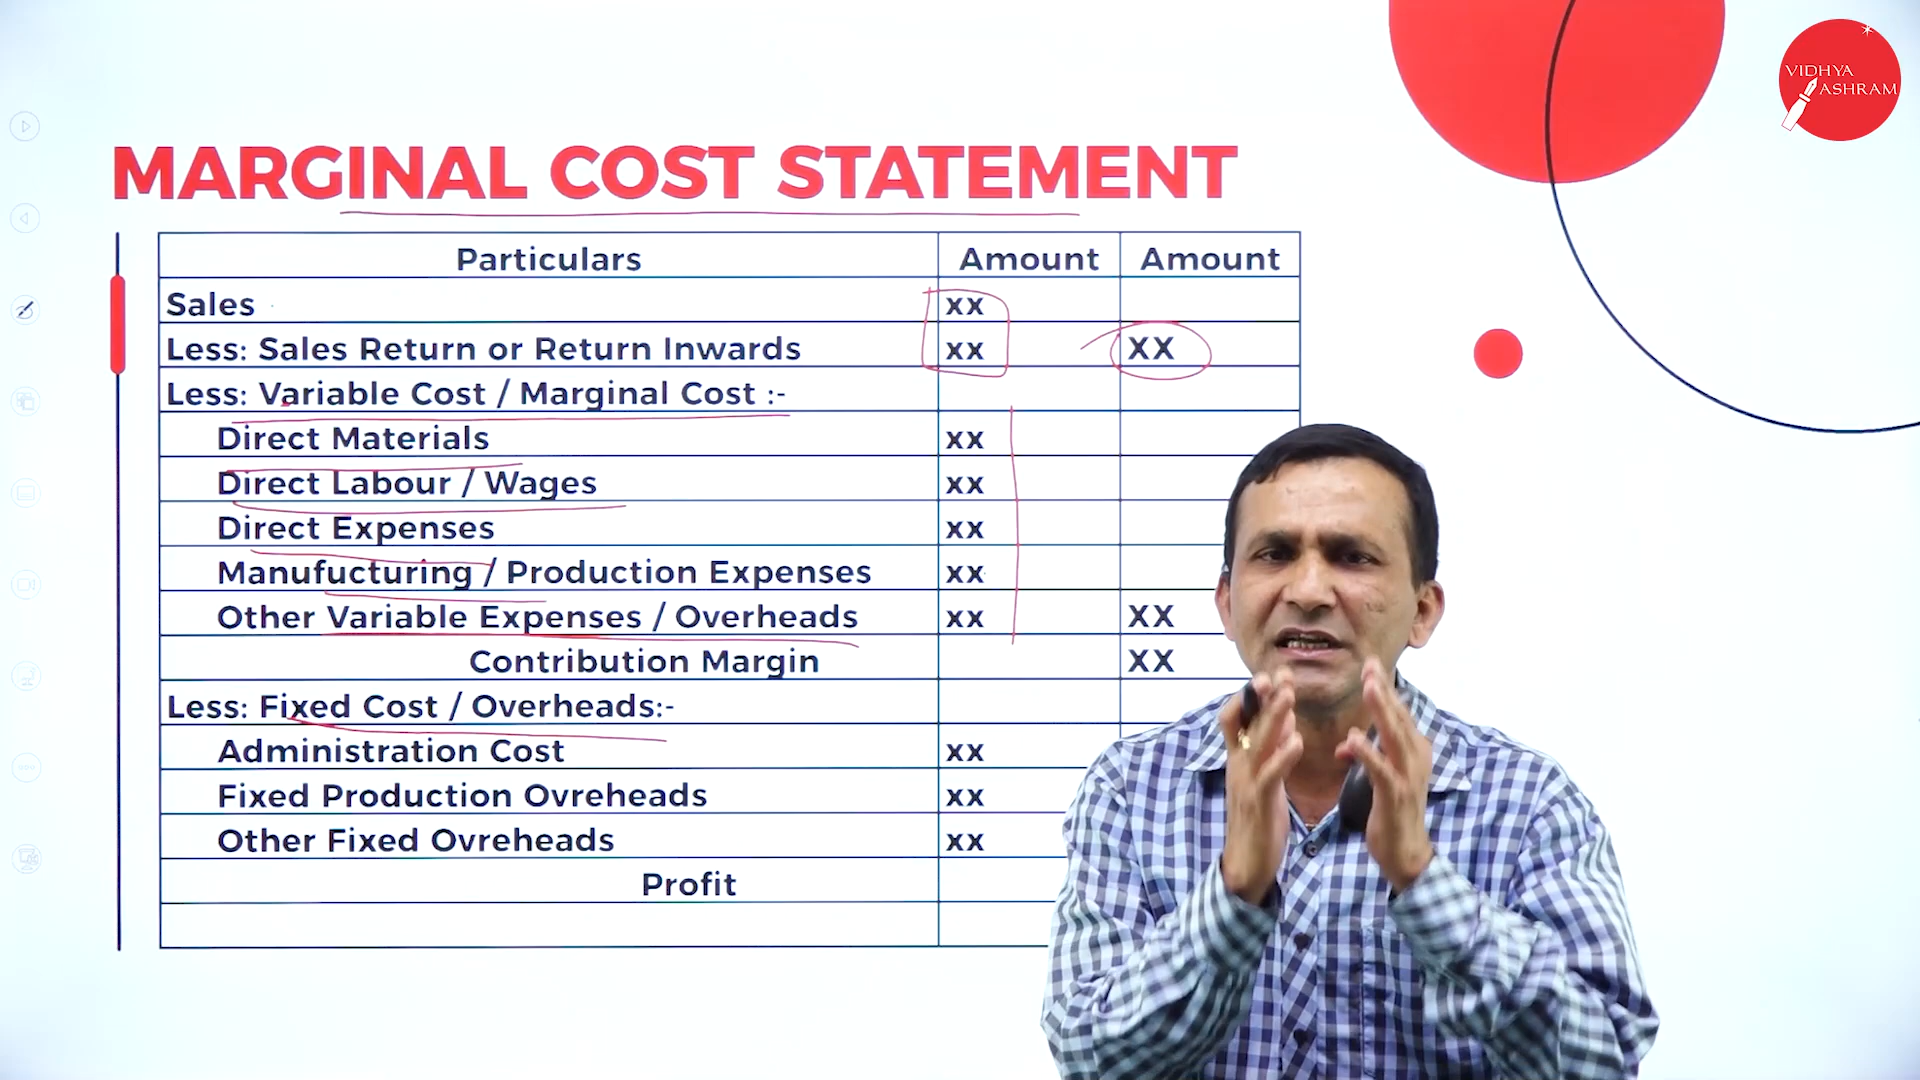 VIDHYA
ASHRAM
MARGINAL COST STATEMENT
Particulars Amount Amount
Sales xx
Less: Sales Return or Return Inwards xx XX
Less: Variable Cost / Marginal Cost :-
Direct Materials xx
Direct Labour / Wages xx
Direct Expenses xx
Manufucturing / Production Expenses xx
Other Variable Expenses / Overheads xx XX
Contribution Margin XX
Less: Fixed Cost / Overheads:-
Administration Cost xx
Fixed Production Ovreheads xx
Other Fixed Ovreheads xx
Profit